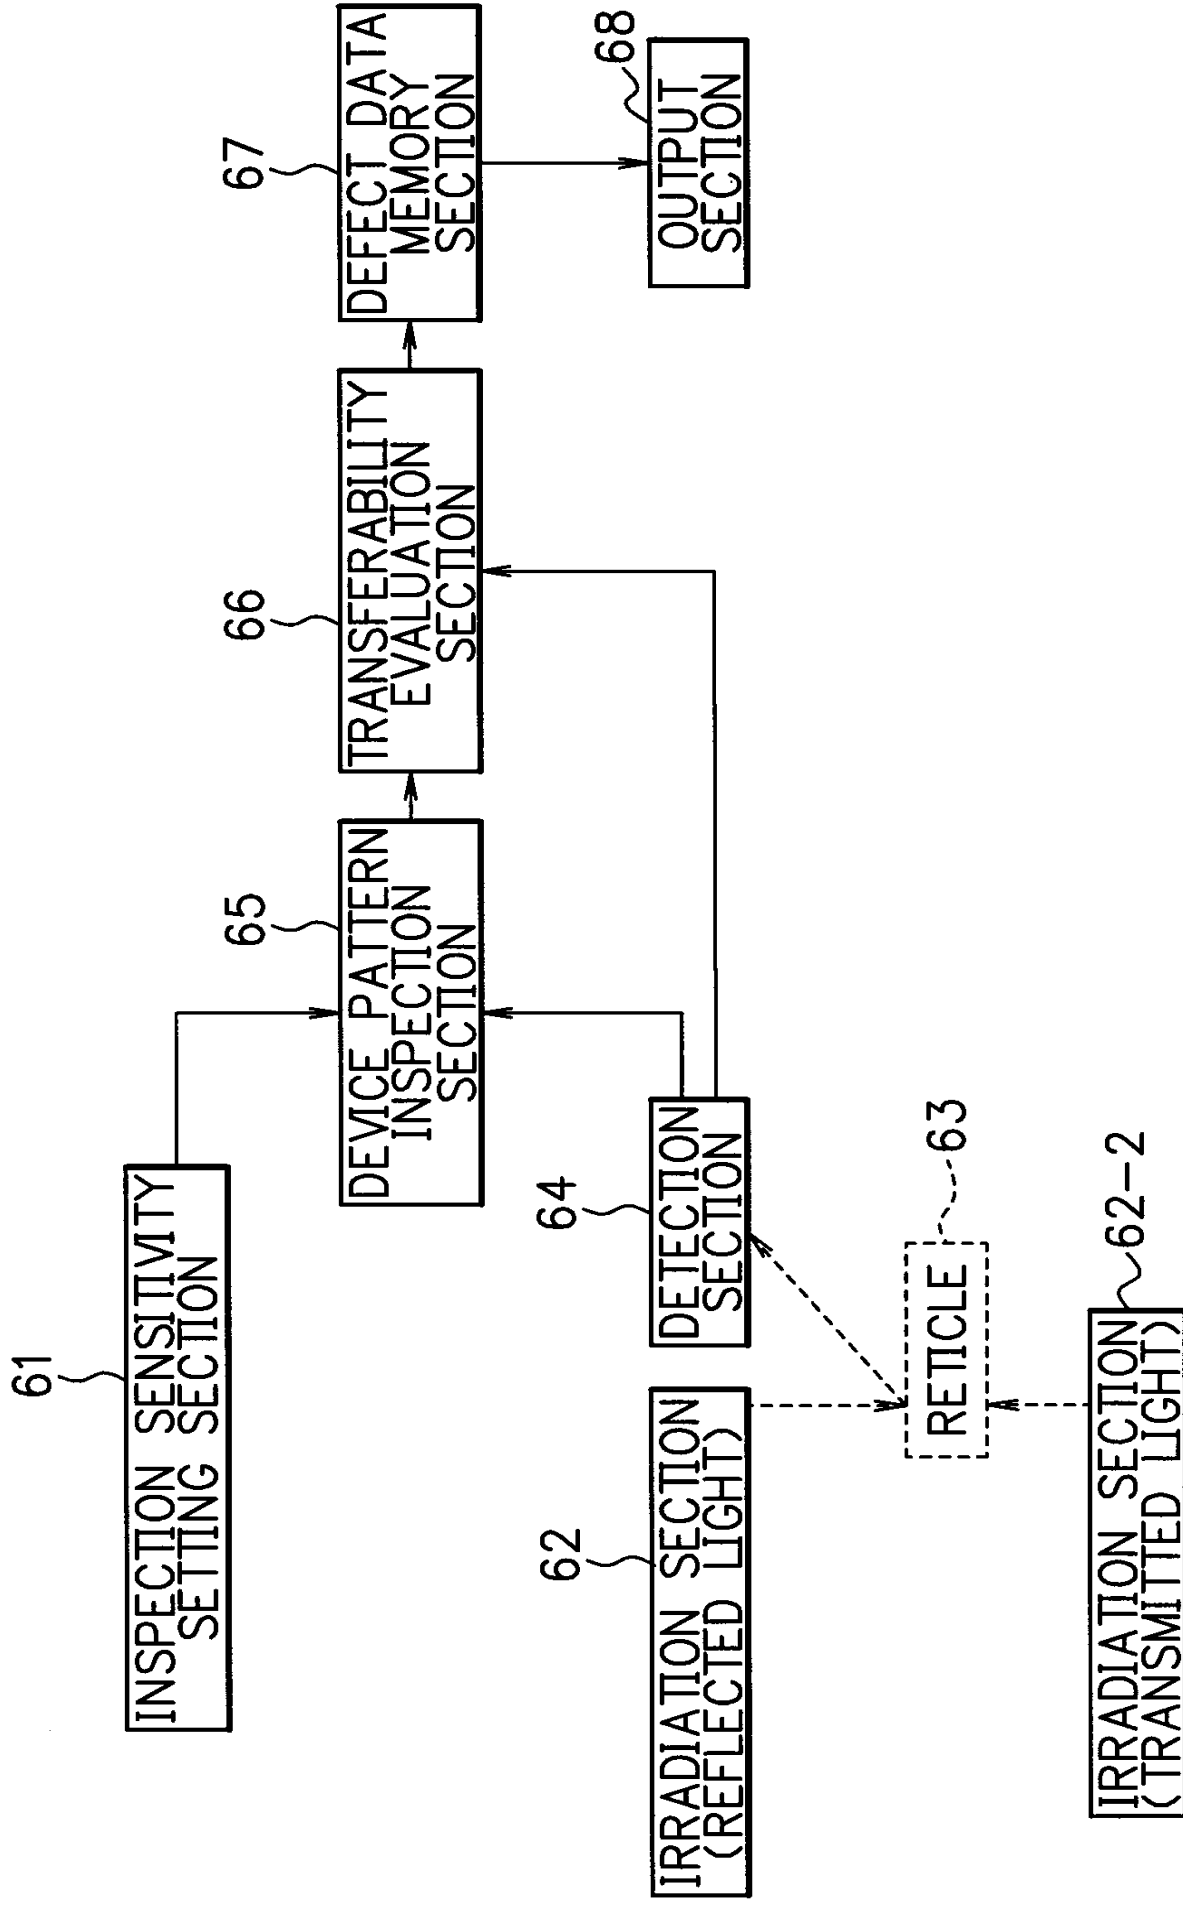 61
INSPECTION SENSITIVITY
SETTING SECTION
65
DEVICE PATTERN
INSPECTION
SECTION
66
TRANSFERABILITY
EVALUATION
SECTION
67
DEFECT DATA
MEMORY
SECTION
62
IRRADIATION SECTION
(REFLECTED LIGHT)
64
DETECTION
SECTION
68
OUTPUT
SECTION
RETICLE
63
IRRADIATION SECTION
(TRANSMITTED LIGHT)
62-2